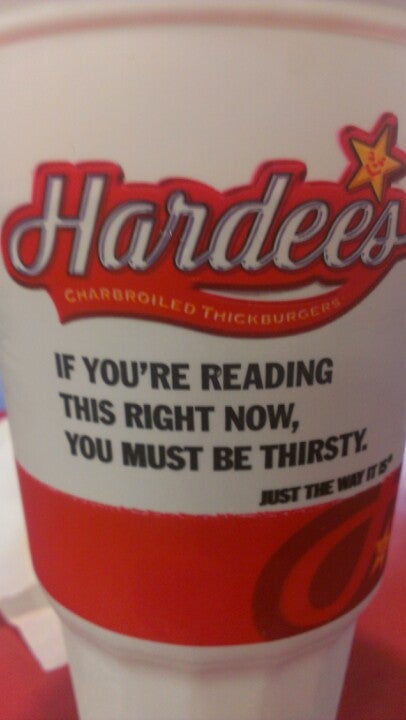 Hardee's
CHARBROILED THICKBURGERS
IF YOU'RE READING
THIS RIGHT NOW,
YOU MUST BE THIRSTY.
JUST THE WAY IT IS®